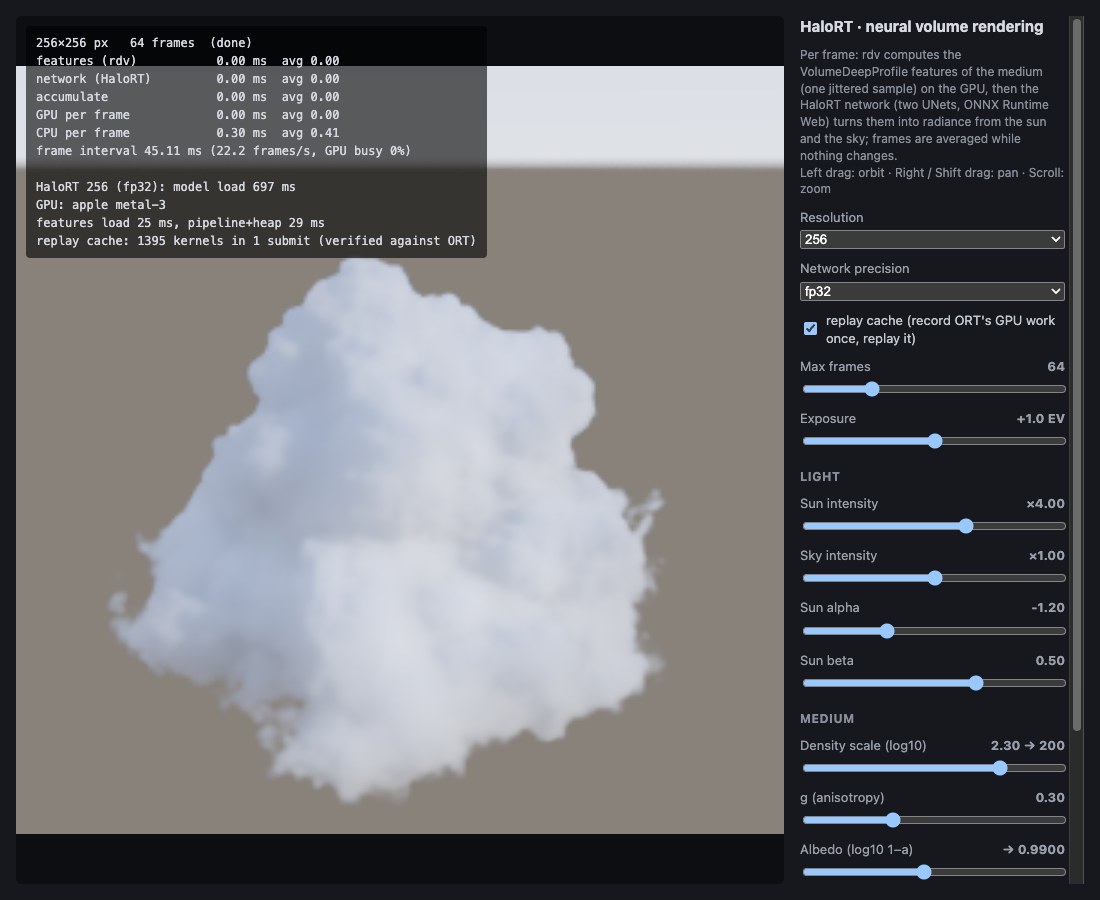 256×256 px   64 frames  (done)
features (rdv)           0.00 ms  avg 0.00
network (HaloRT)         0.00 ms  avg 0.00
accumulate               0.00 ms  avg 0.00
GPU per frame            0.00 ms  avg 0.00
CPU per frame            0.30 ms  avg 0.41
frame interval 45.11 ms (22.2 frames/s, GPU busy 0%)
HaloRT 256 (fp32): model load 697 ms
GPU: apple metal-3
features load 25 ms, pipeline+heap 29 ms
replay cache: 1395 kernels in 1 submit (verified against ORT)
HaloRT · neural volume rendering
Per frame: rdv computes the
VolumeDeepProfile features of the medium
(one jittered sample) on the GPU, then the
HaloRT network (two UNets, ONNX Runtime
Web) turns them into radiance from the sun
and the sky; frames are averaged while
nothing changes.
Left drag: orbit · Right / Shift drag: pan · Scroll:
zoom
Resolution
256
Network precision
fp32
replay cache (record ORT's GPU work
once, replay it)
Max frames 64
Exposure +1.0 EV
LIGHT
Sun intensity ×4.00
Sky intensity ×1.00
Sun alpha -1.20
Sun beta 0.50
MEDIUM
Density scale (log10) 2.30 → 200
g (anisotropy) 0.30
Albedo (log10 1−a) → 0.9900